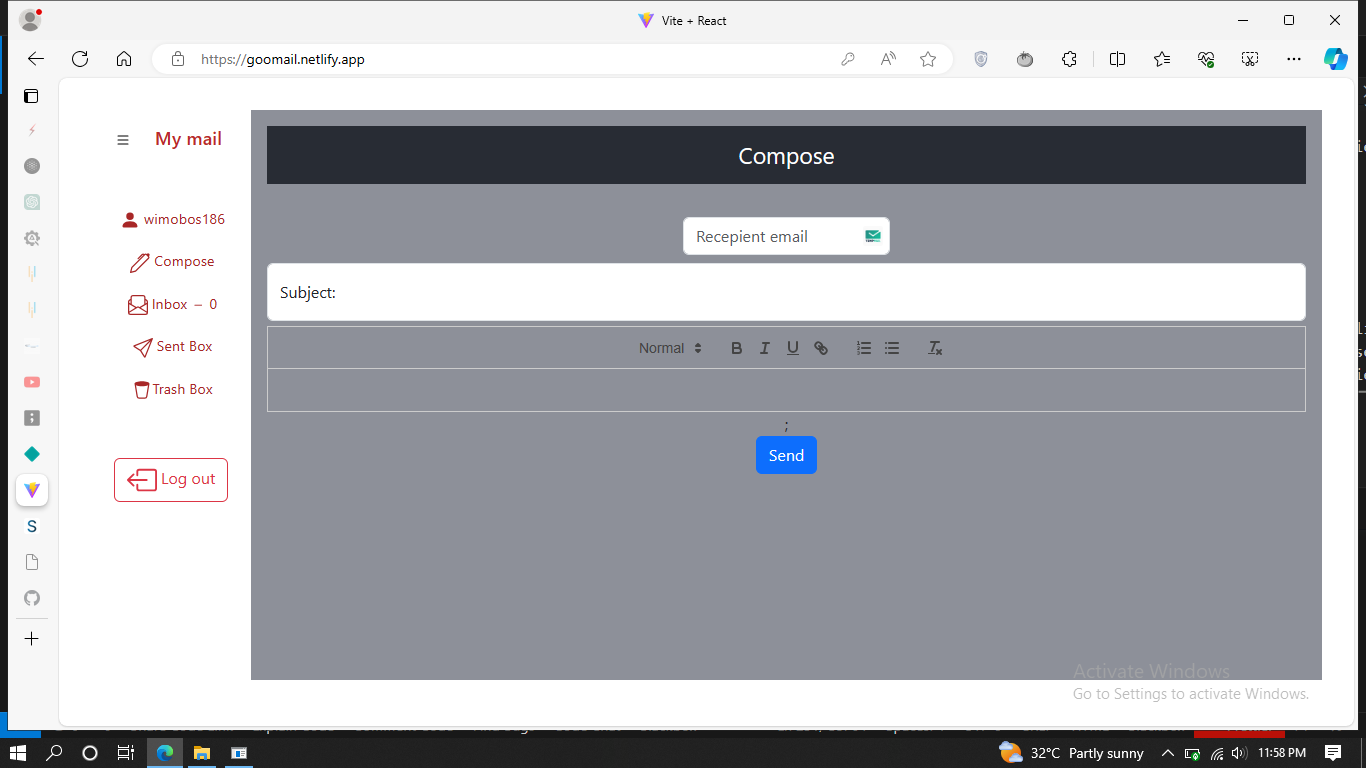 Vite + React
https://goomail.netlify.app
My mail
Compose
wimobos186
Compose
Inbox – 0
Sent Box
Trash Box
Log out
Recepient email
Subject:
Normal
;
Send
Activate Windows
Go to Settings to activate Windows.
32°C Partly sunny
11:58 PM